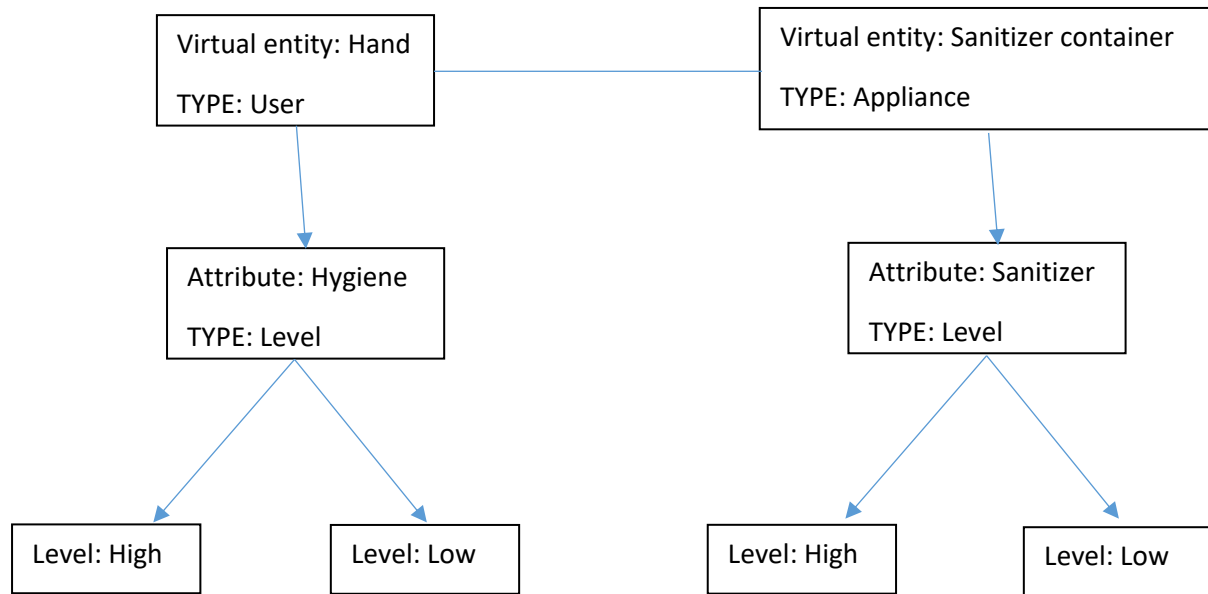 Virtual entity: Hand
TYPE: User
Virtual entity: Sanitizer container
TYPE: Appliance
Attribute: Hygiene
TYPE: Level
Attribute: Sanitizer
TYPE: Level
Level: High
Level: Low
Level: High
Level: Low